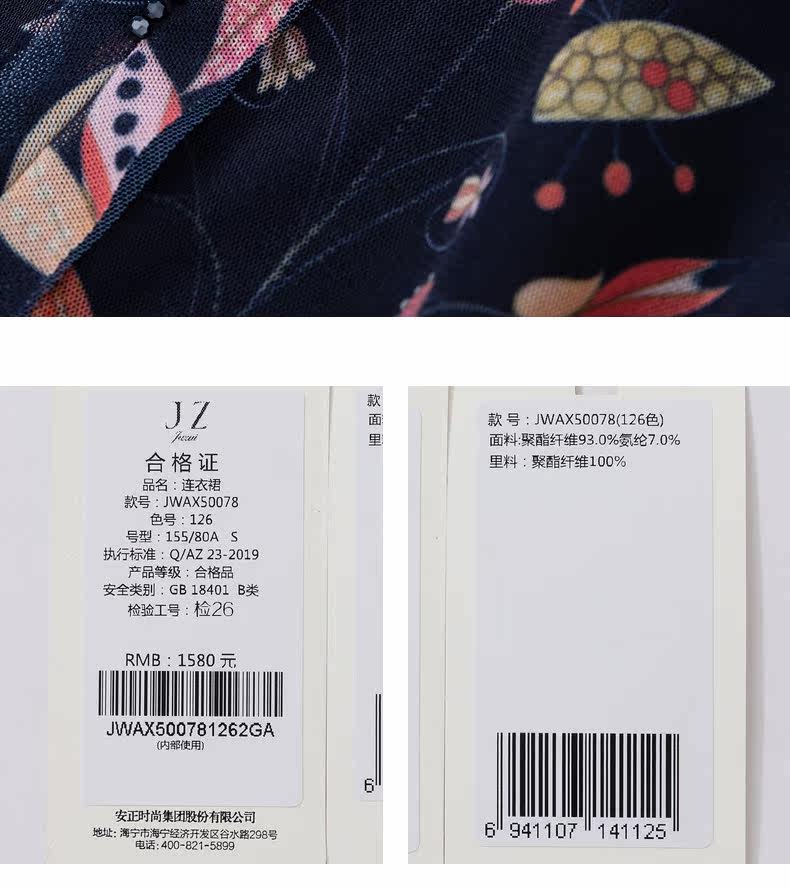 JZ
Jiezui
合格证
品名：连衣裙
款号：JWAX50078
色号：126
号型：155/80A S
执行标准：Q/AZ 23-2019
产品等级：合格品
安全类别：GB 18401 B类
检验工号：检26
RMB：1580 元
JWAX500781262GA
(内部使用)
安正时尚集团股份有限公司
地址：海宁市海宁经济开发区谷水路298号
电话：400-821-5899
款
面
里
6
款 号：JWAX50078(126色)
面料:聚酯纤维93.0%氨纶7.0%
里料：聚酯纤维100%
6 941107 141125